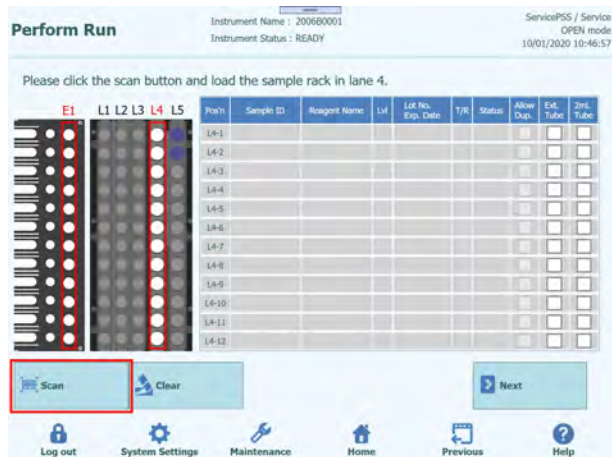 Perform Run
Instrument Name : 200680001
Instrument Status : READY
ServicePSS / Service
OPEN mode
10/01/2020 10:46:57
Please click the scan button and load the sample rack in lane 4.
E1 L1 L2 L3 L4 L5
Pos'n Sample ID Reagent Name Lvl Lot No. Exp. Date T/R Status Allow Dup. Ext. Tube 2mL Tube
L4-1
L4-2
L4-3
L4-4
L4-5
L4-6
L4-7
L4-8
L4-9
L4-10
L4-11
L4-12
Scan Clear Next
Log out System Settings Maintenance Home Previous Help